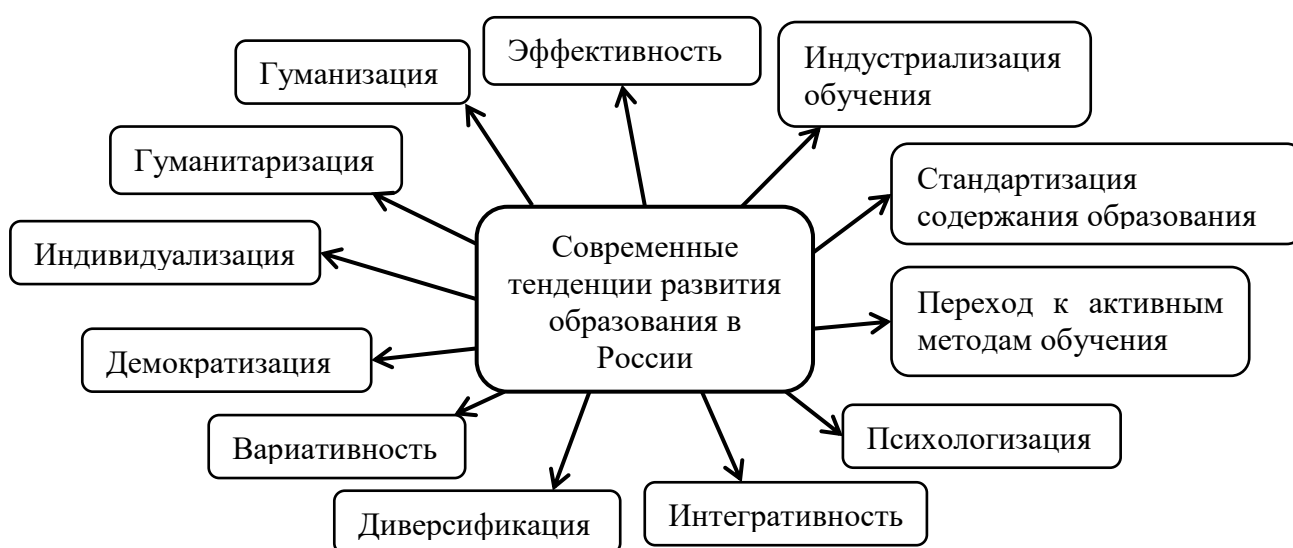 Эффективность
Индустриализация
обучения
Гуманизация
Гуманитаризация
Стандартизация
содержания образования
Индивидуализация
Современные
тенденции развития
образования в
России
Переход к активным
методам обучения
Демократизация
Вариативность
Психологизация
Диверсификация
Интегративность